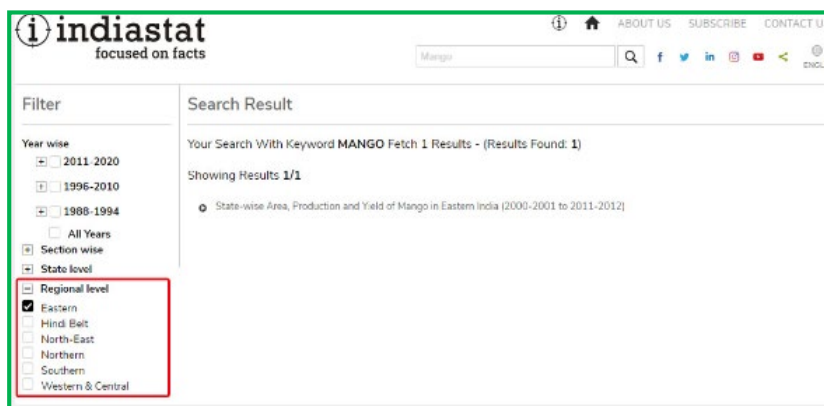 indiastat
focused on facts
ABOUT US SUBSCRIBE CONTACT U
Mango
ENGL
Filter
Search Result
Year wise
2011-2020
1996-2010
1988-1994
All Years
Section wise
State level
Regional level
Eastern
Hindi Belt
North-East
Northern
Southern
Western & Central
Your Search With Keyword MANGO Fetch 1 Results - (Results Found: 1)
Showing Results 1/1
State-wise Area, Production and Yield of Mango in Eastern India (2000-2001 to 2011-2012)